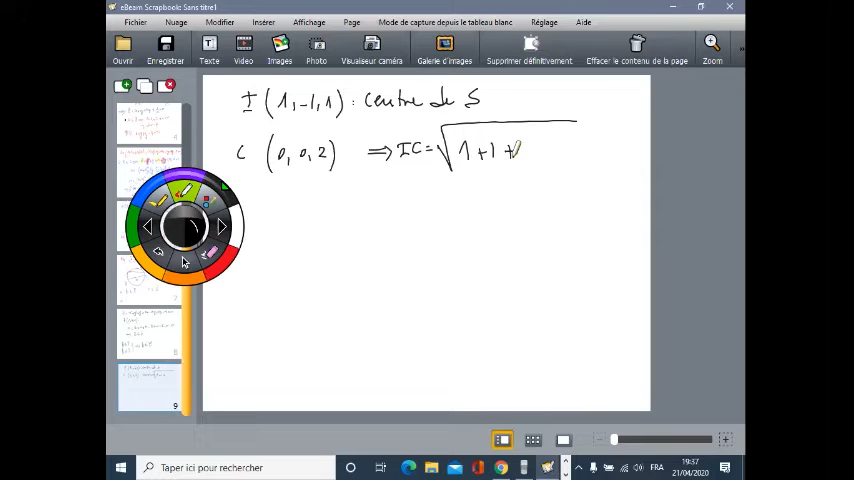 eBeam Scrapbook: Sans titre1
Fichier Nuage Modifier Insérer Affichage Page Mode de capture depuis le tableau blanc Réglage Aide
Ouvrir Enregistrer Texte Vidéo Images Photo Visualiseur caméra Galerie d'images Supprimer définitivement Effacer le contenu de la page Zoom
I (1, -1, 1) : centre de S
C (0, 0, 2) ⇒ IC = √1+1+
7
8
9
Taper ici pour rechercher
FRA
19:37
21/04/2020